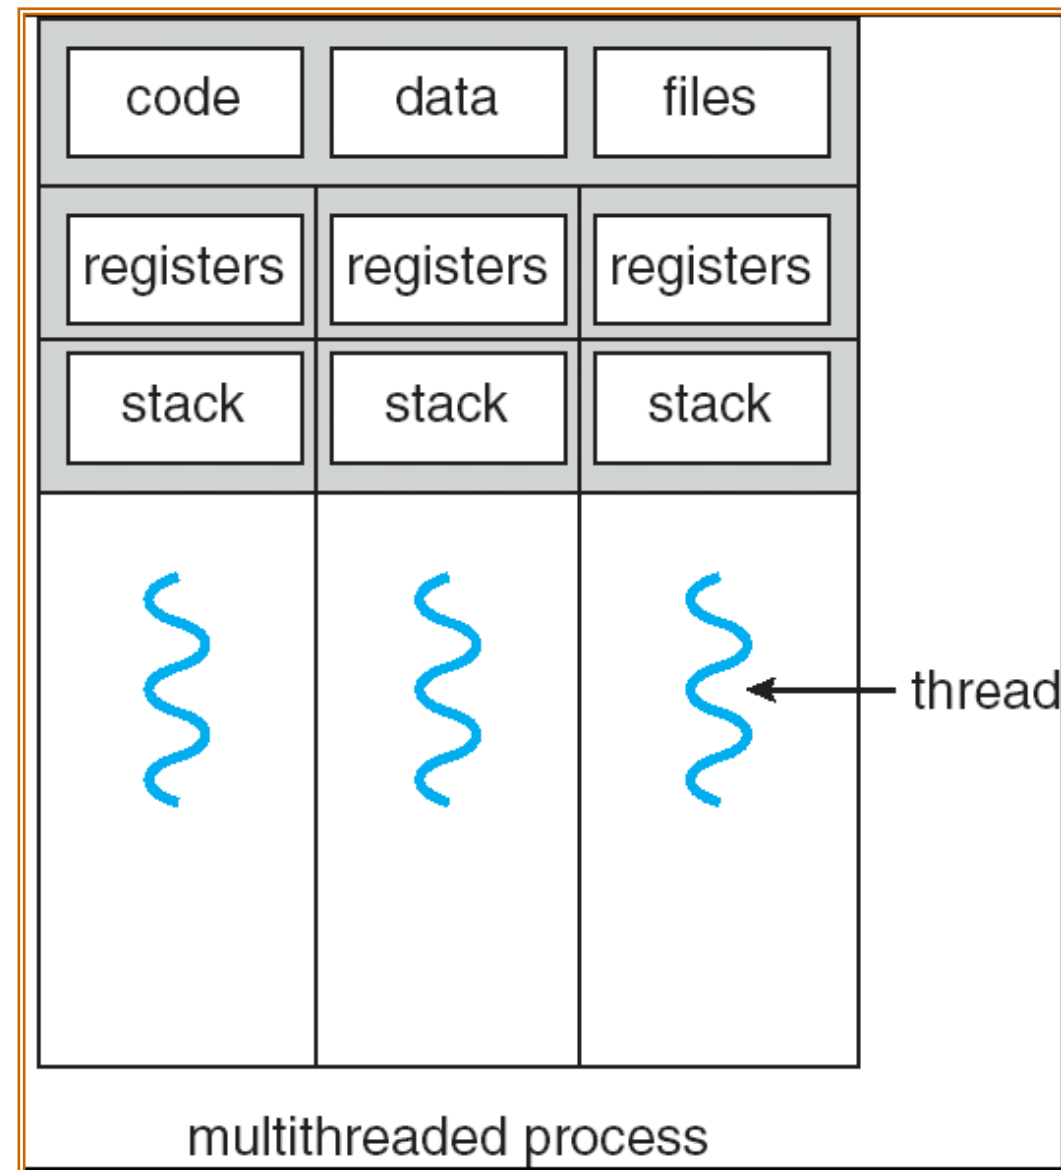 code data files
registers registers registers
stack stack stack
thread
multithreaded process